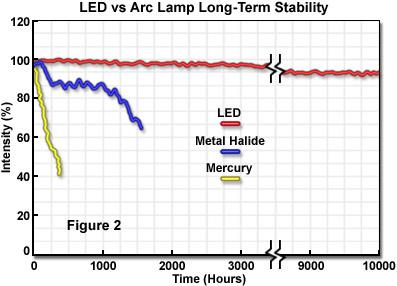 LED vs Arc Lamp Long-Term Stability
120
100
80
60
40
20
0
Intensity (%)
LED
Metal Halide
Mercury
Figure 2
0 1000 2000 3000 9000 10000
Time (Hours)